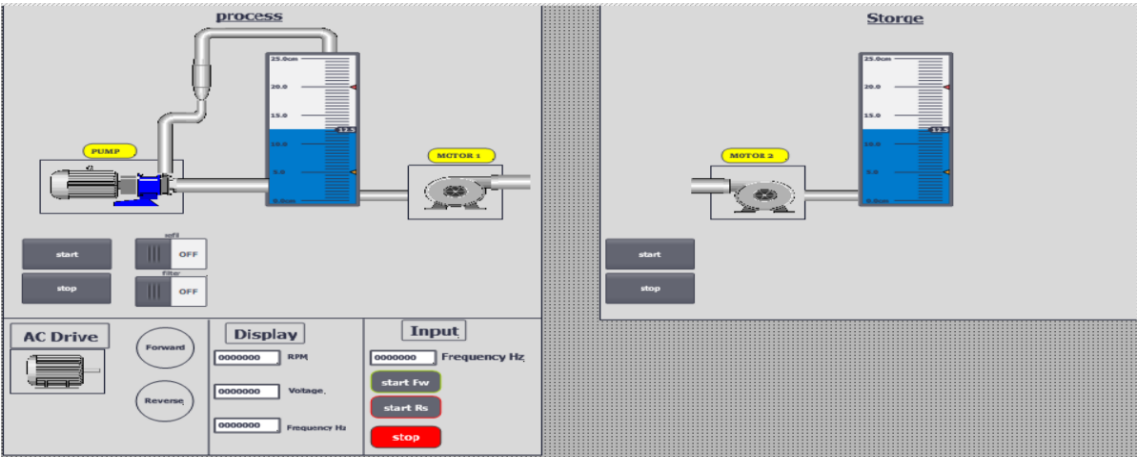 process
25.0cm
20.0
15.0
12.5
10.0
5.0
0.0cm
PUMP
MOTOR 1
start
stop
OFF
filter
OFF
AC Drive
Forward
Reverse
Display
0000000 RPM
0000000 Voltage
0000000 Frequency Hz
Input
0000000 Frequency Hz
start Fw
start Rs
stop
Storge
25.0cm
20.0
15.0
12.5
10.0
5.0
0.0cm
MOTOR 2
start
stop